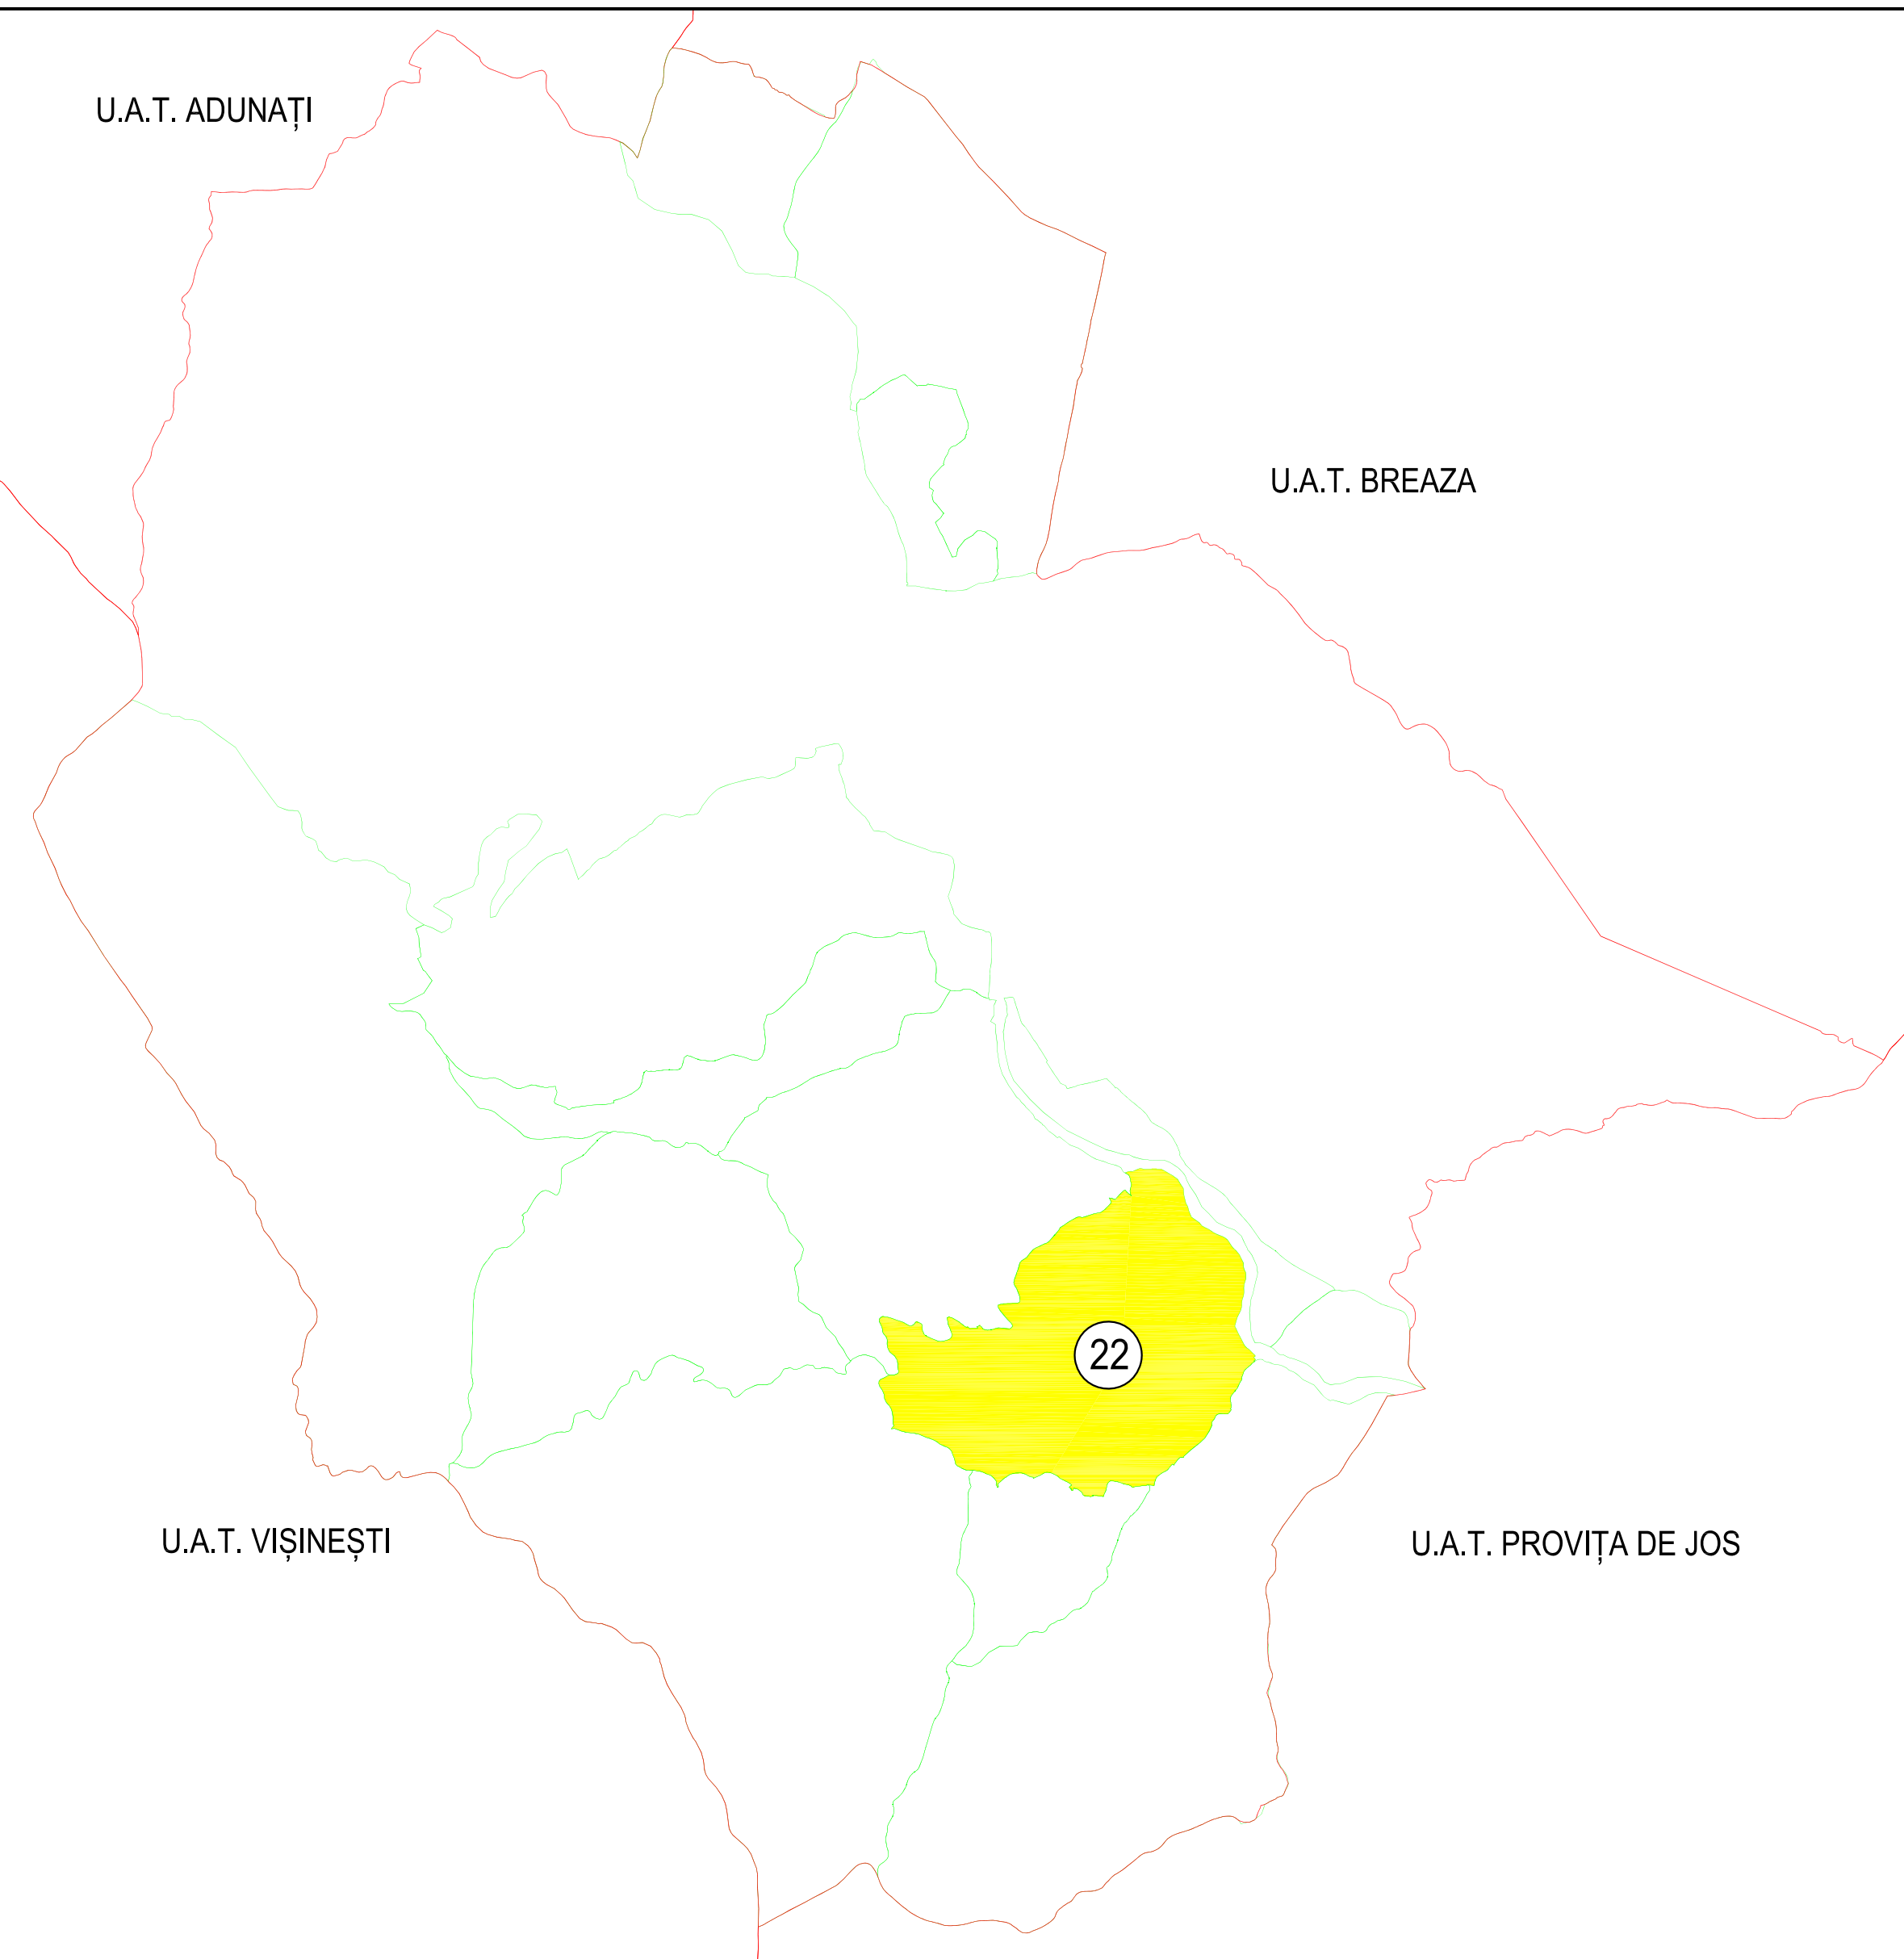 U.A.T. ADUNAȚI
U.A.T. BREAZA
22
U.A.T. VIȘINEȘTI
U.A.T. PROVIȚA DE JOS